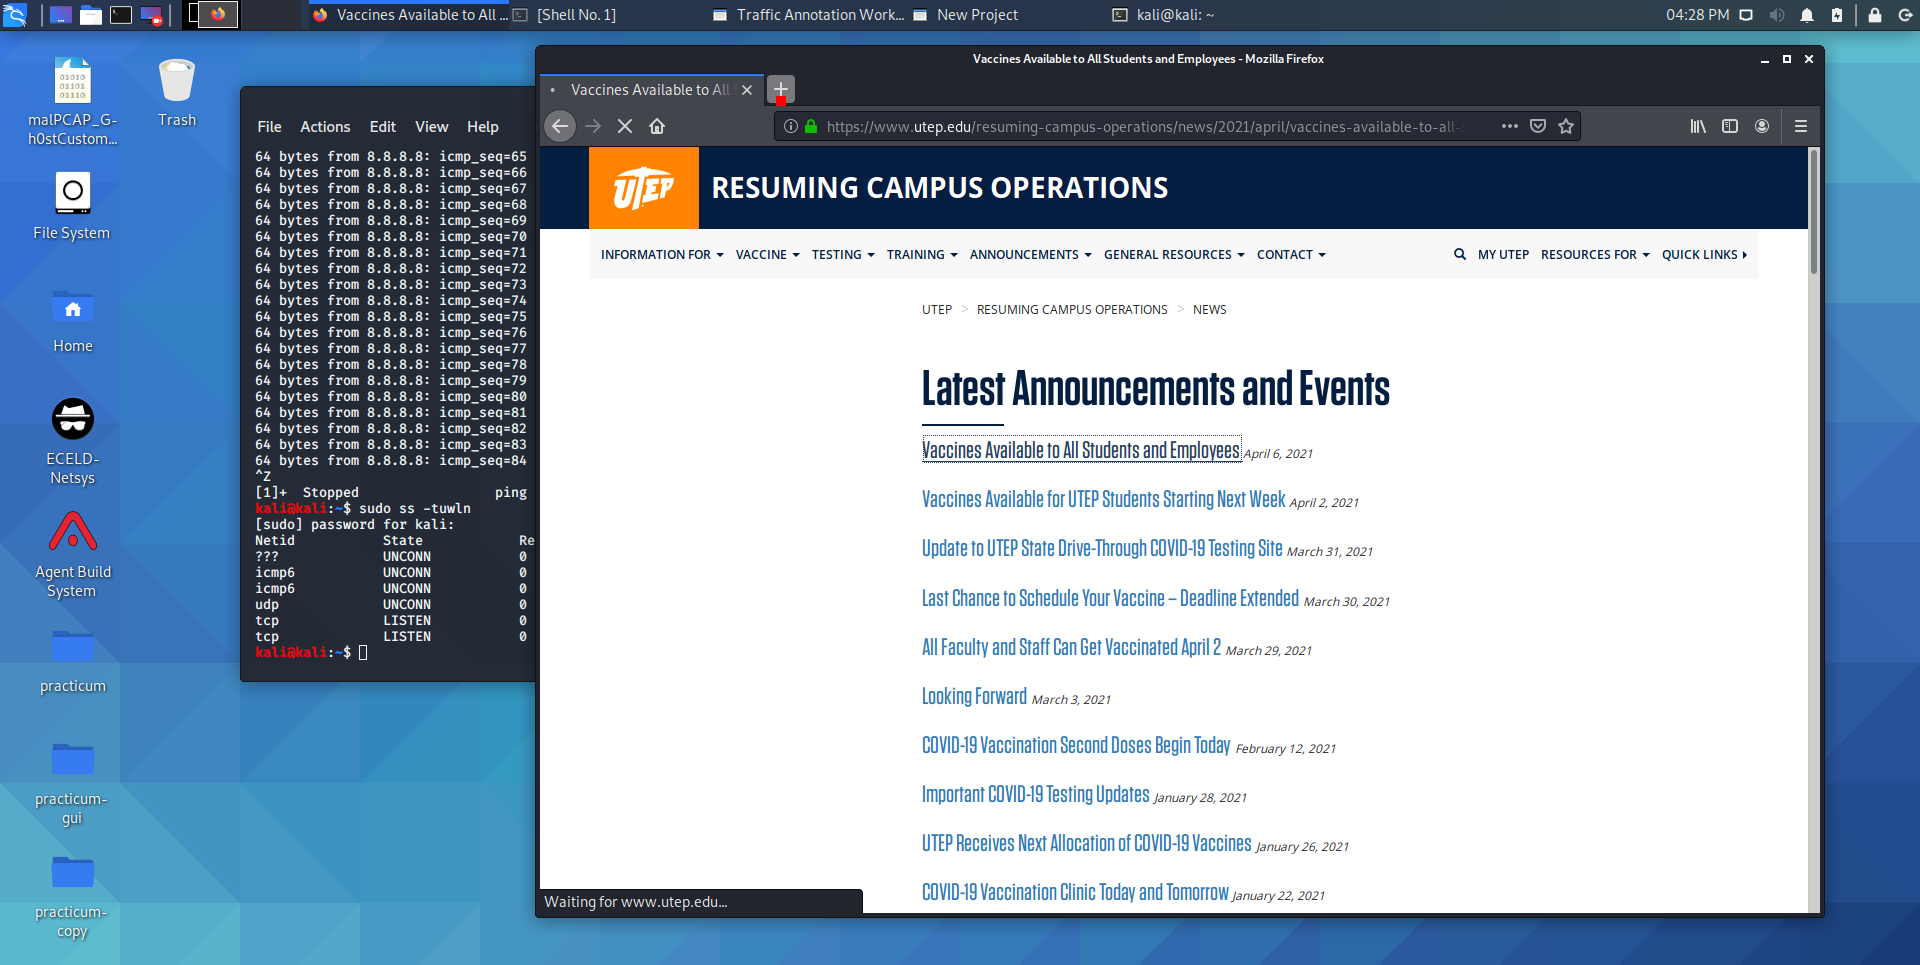 Vaccines Available to All ...
[Shell No. 1]
Traffic Annotation Work...
New Project
kali@kali: ~
04:28 PM
01010
01011
01110
malPCAP_G-
h0stCustom...
Trash
File System
Home
ECELD-
Netsys
Agent Build
System
practicum
practicum-
gui
practicum-
copy
File Actions Edit View Help
64 bytes from 8.8.8.8: icmp_seq=65
64 bytes from 8.8.8.8: icmp_seq=66
64 bytes from 8.8.8.8: icmp_seq=67
64 bytes from 8.8.8.8: icmp_seq=68
64 bytes from 8.8.8.8: icmp_seq=69
64 bytes from 8.8.8.8: icmp_seq=70
64 bytes from 8.8.8.8: icmp_seq=71
64 bytes from 8.8.8.8: icmp_seq=72
64 bytes from 8.8.8.8: icmp_seq=73
64 bytes from 8.8.8.8: icmp_seq=74
64 bytes from 8.8.8.8: icmp_seq=75
64 bytes from 8.8.8.8: icmp_seq=76
64 bytes from 8.8.8.8: icmp_seq=77
64 bytes from 8.8.8.8: icmp_seq=78
64 bytes from 8.8.8.8: icmp_seq=79
64 bytes from 8.8.8.8: icmp_seq=80
64 bytes from 8.8.8.8: icmp_seq=81
64 bytes from 8.8.8.8: icmp_seq=82
64 bytes from 8.8.8.8: icmp_seq=83
64 bytes from 8.8.8.8: icmp_seq=84
^Z
[1]+ Stopped ping
kali@kali:~$ sudo ss -tuwln
[sudo] password for kali:
Netid State Re
??? UNCONN 0
icmp6 UNCONN 0
icmp6 UNCONN 0
udp UNCONN 0
tcp LISTEN 0
tcp LISTEN 0
kali@kali:~$
Vaccines Available to All Students and Employees - Mozilla Firefox
Vaccines Available to All
https://www.utep.edu/resuming-campus-operations/news/2021/april/vaccines-available-to-all-
UTEP
RESUMING CAMPUS OPERATIONS
INFORMATION FOR VACCINE TESTING TRAINING ANNOUNCEMENTS GENERAL RESOURCES CONTACT MY UTEP RESOURCES FOR QUICK LINKS
UTEP > RESUMING CAMPUS OPERATIONS > NEWS
Latest Announcements and Events
Vaccines Available to All Students and Employees April 6, 2021
Vaccines Available for UTEP Students Starting Next Week April 2, 2021
Update to UTEP State Drive-Through COVID-19 Testing Site March 31, 2021
Last Chance to Schedule Your Vaccine – Deadline Extended March 30, 2021
All Faculty and Staff Can Get Vaccinated April 2 March 29, 2021
Looking Forward March 3, 2021
COVID-19 Vaccination Second Doses Begin Today February 12, 2021
Important COVID-19 Testing Updates January 28, 2021
UTEP Receives Next Allocation of COVID-19 Vaccines January 26, 2021
COVID-19 Vaccination Clinic Today and Tomorrow January 22, 2021
Waiting for www.utep.edu...